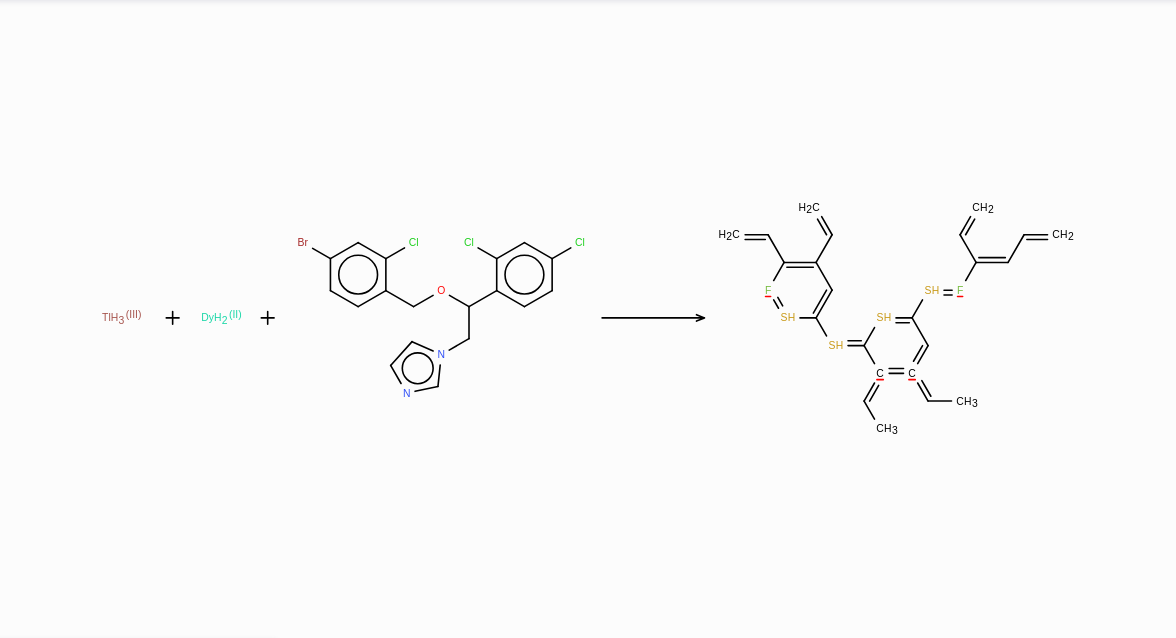 H2C CH2
H2C CH2
Br Cl Cl Cl
O F SH F
TlH3(III) + DyH2(II) + SH SH
SH
N
C C
N
CH3
CH3